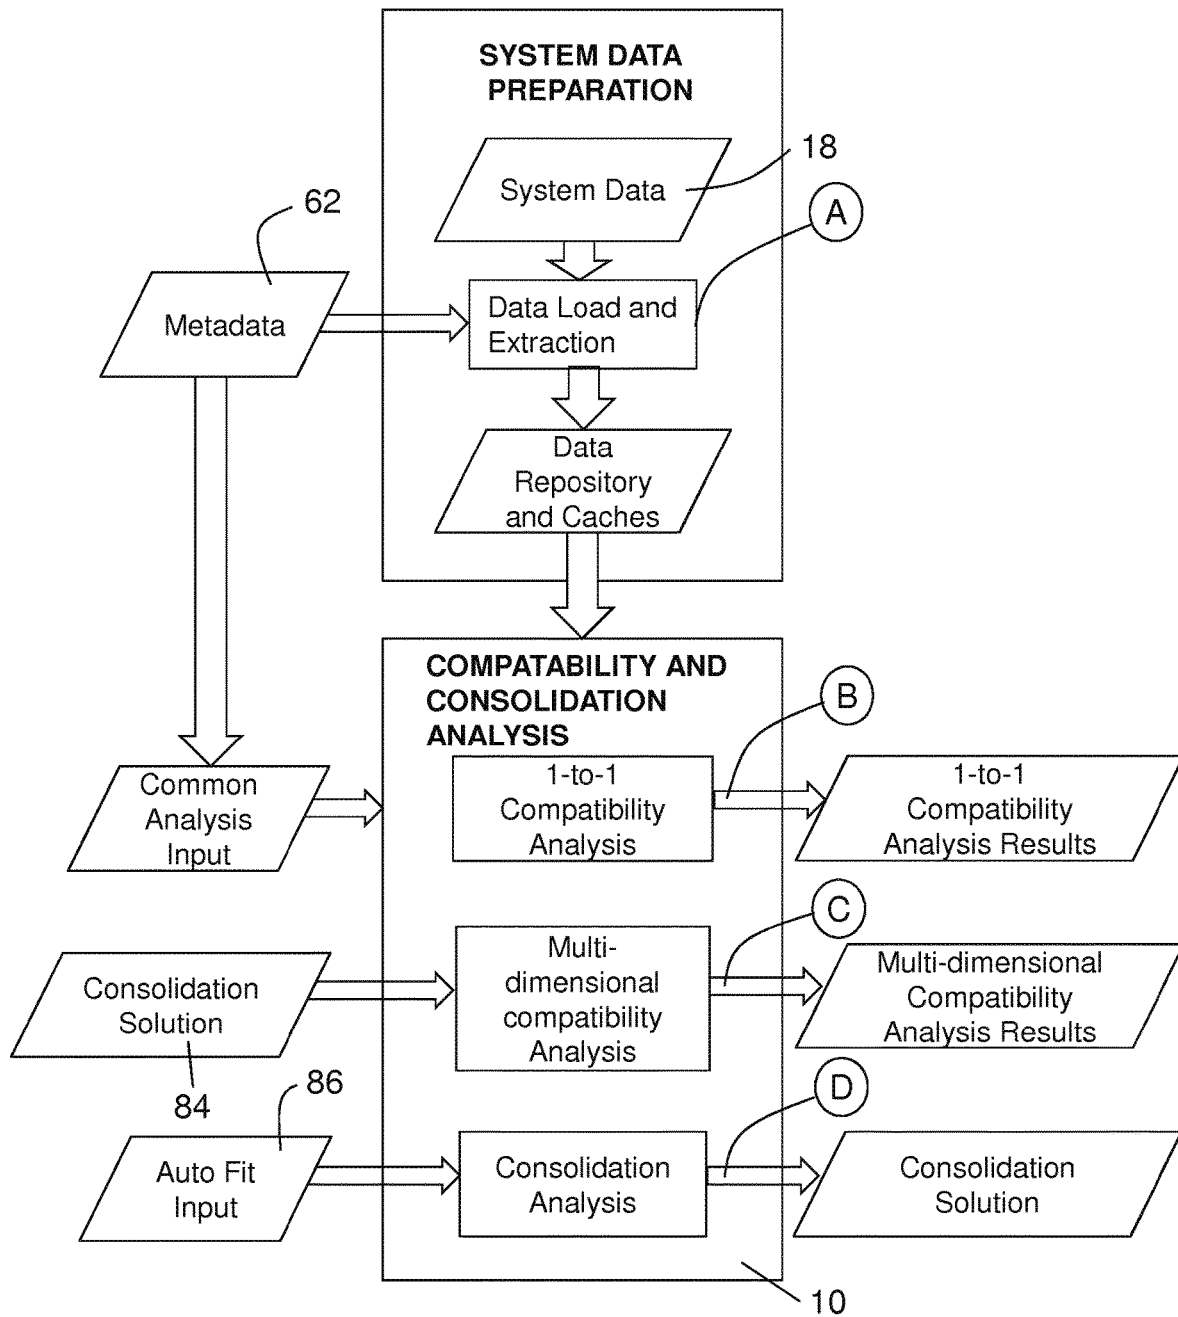 SYSTEM DATA
PREPARATION
18
System Data
A
62
Metadata
Data Load and
Extraction
Data
Repository
and Caches
COMPATABILITY AND
CONSOLIDATION
ANALYSIS
B
Common
Analysis
Input
1-to-1
Compatibility
Analysis
1-to-1
Compatibility
Analysis Results
C
Consolidation
Solution
84
Multi-
dimensional
compatibility
Analysis
Multi-dimensional
Compatibility
Analysis Results
D
86
Auto Fit
Input
Consolidation
Analysis
Consolidation
Solution
10